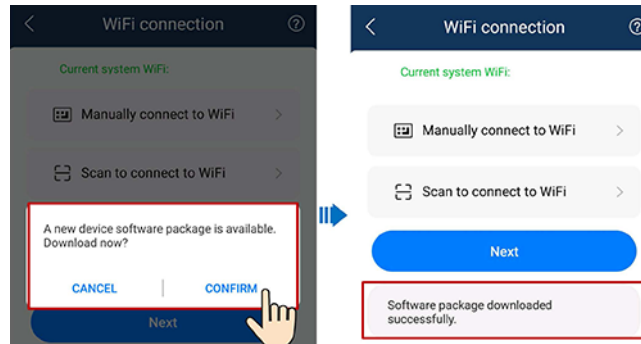 WiFi connection
Current system WiFi:
Manually connect to WiFi
Scan to connect to WiFi
A new device software package is available.
Download now?
CANCEL
CONFIRM
Next
WiFi connection
Current system WiFi:
Manually connect to WiFi
Scan to connect to WiFi
Next
Software package downloaded
successfully.